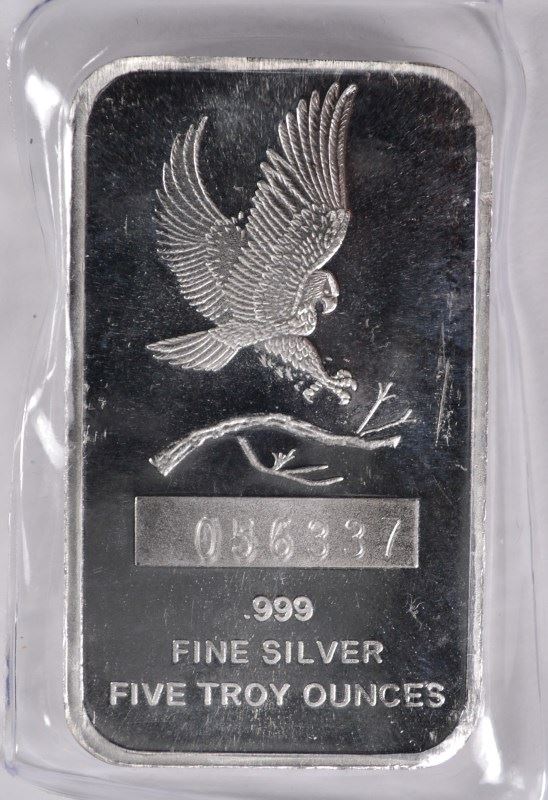 056337
.999
FINE SILVER
FIVE TROY OUNCES